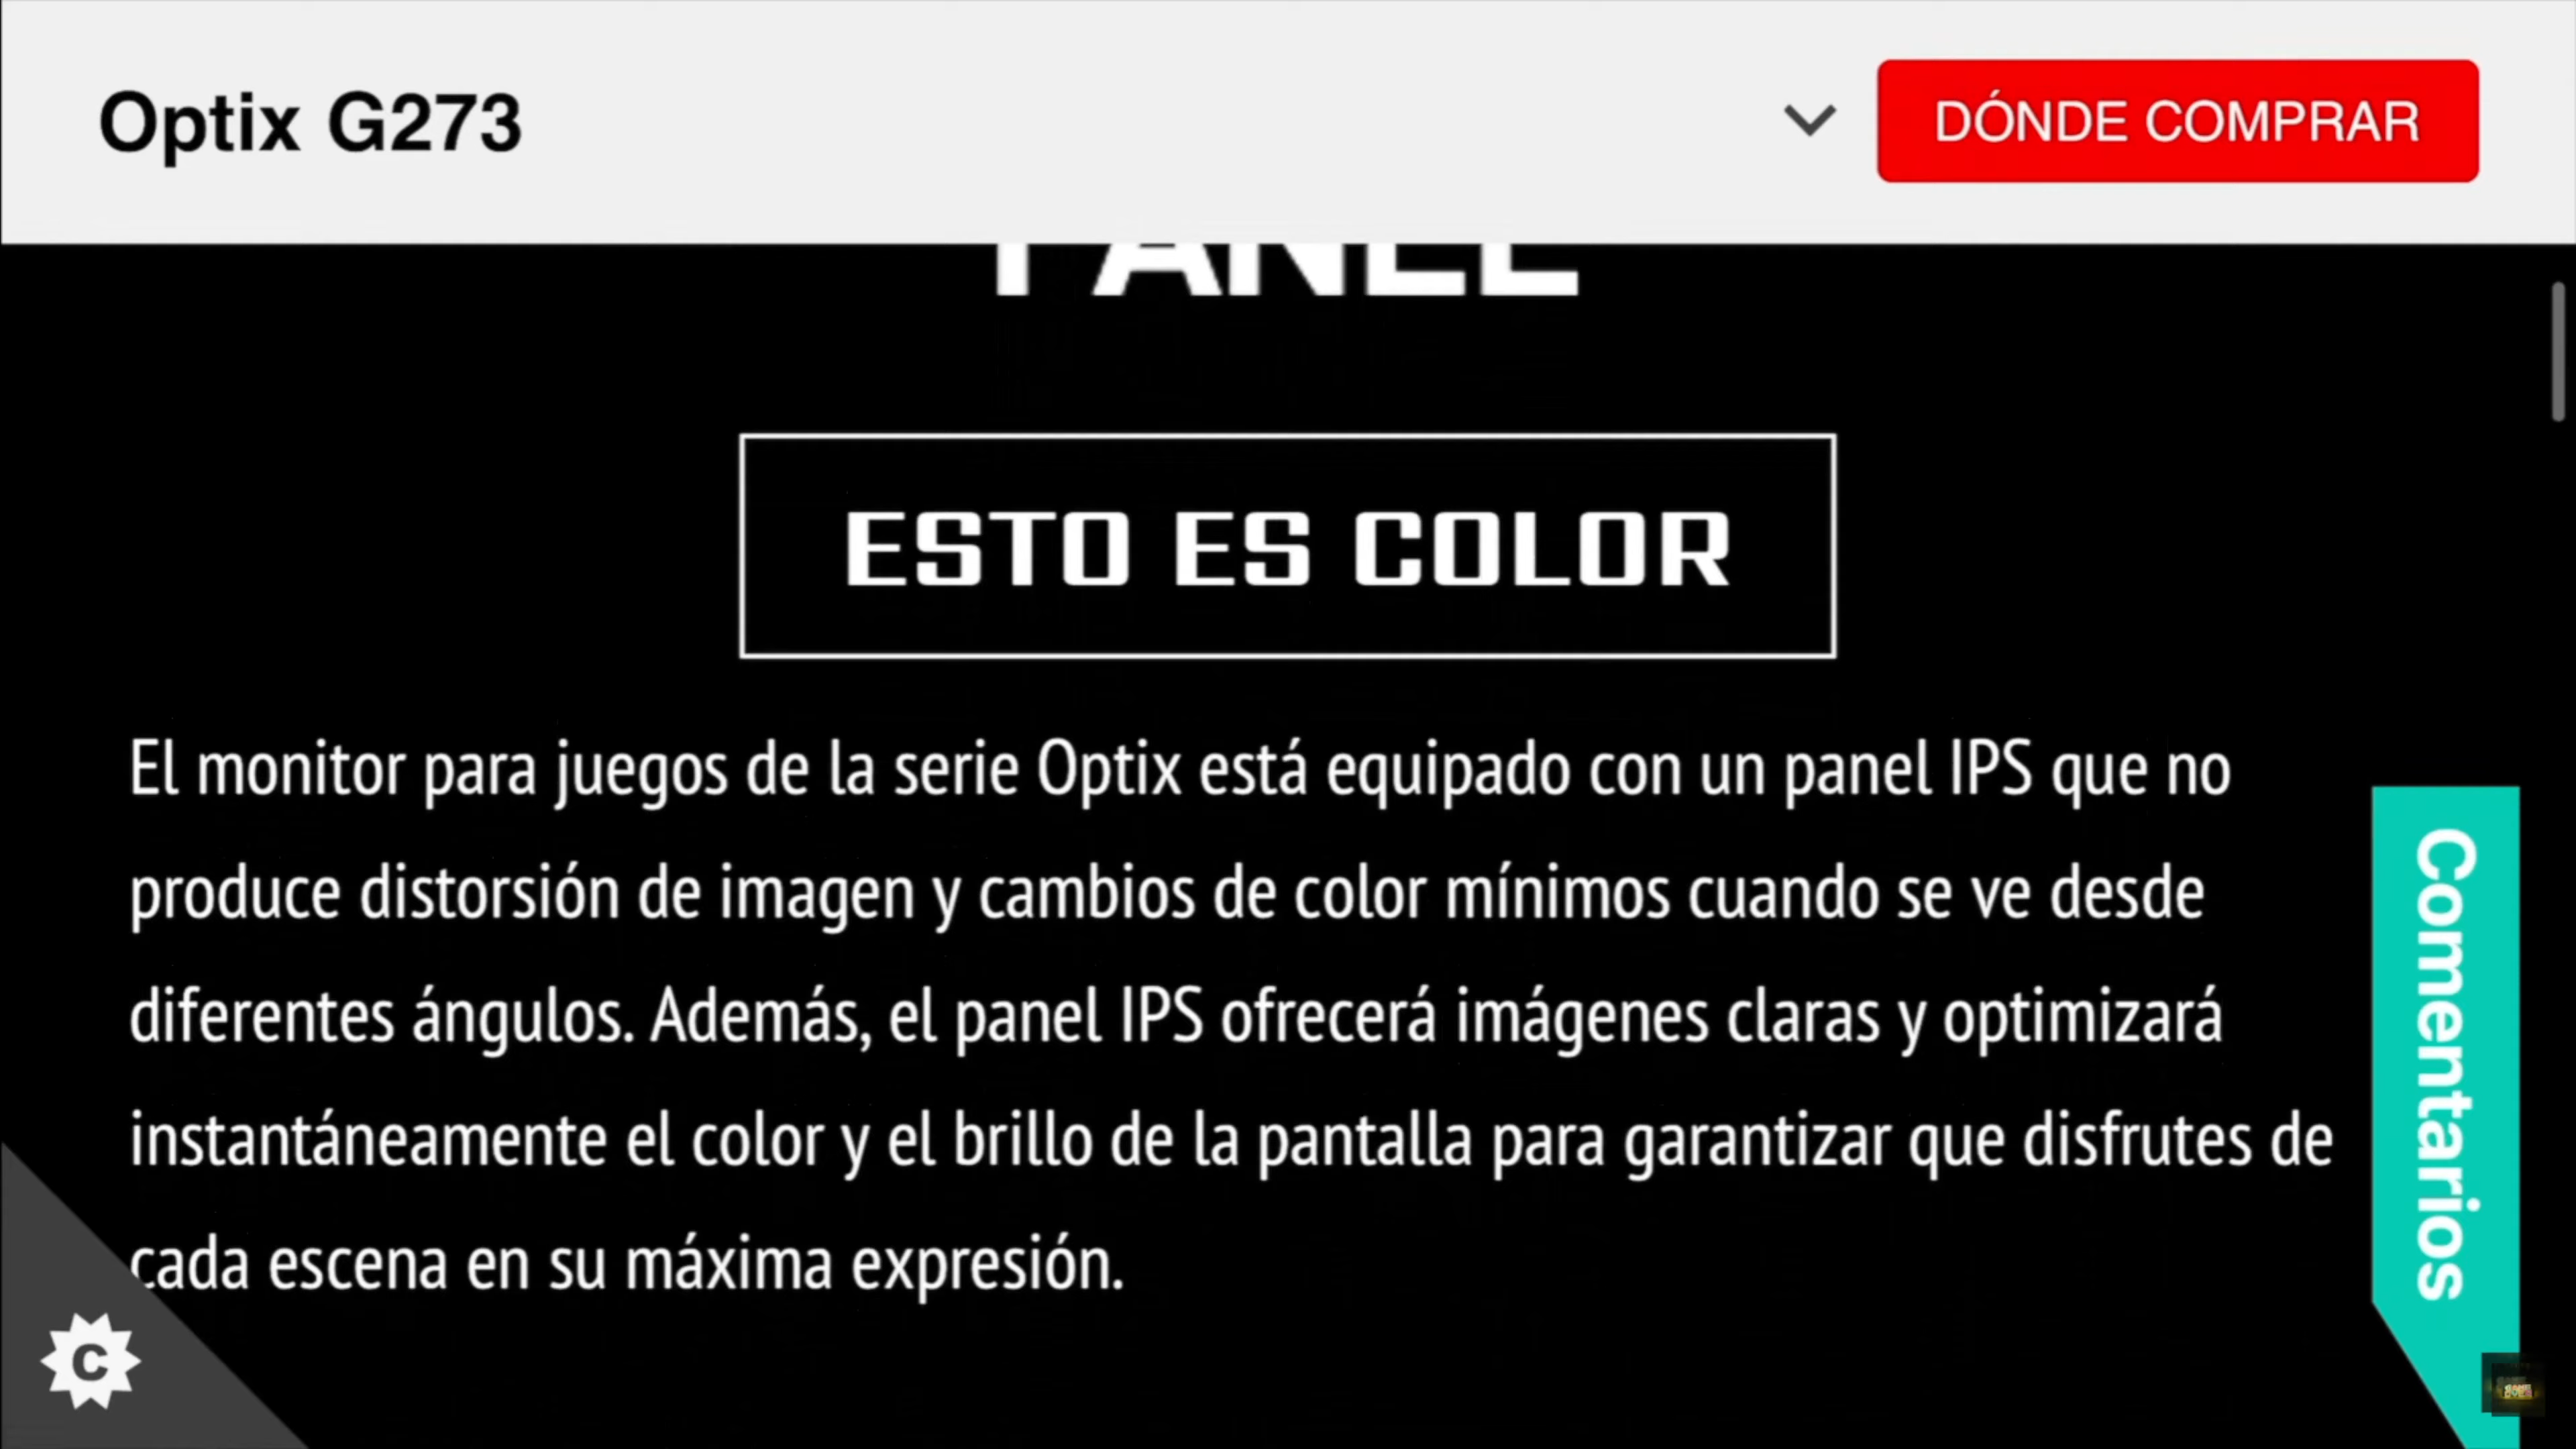 Optix G273
DÓNDE COMPRAR
PANEL
ESTO ES COLOR
El monitor para juegos de la serie Optix está equipado con un panel IPS que no
produce distorsión de imagen y cambios de color mínimos cuando se ve desde
diferentes ángulos. Además, el panel IPS ofrecerá imágenes claras y optimizará
instantáneamente el color y el brillo de la pantalla para garantizar que disfrutes de
cada escena en su máxima expresión.
Comentarios
C